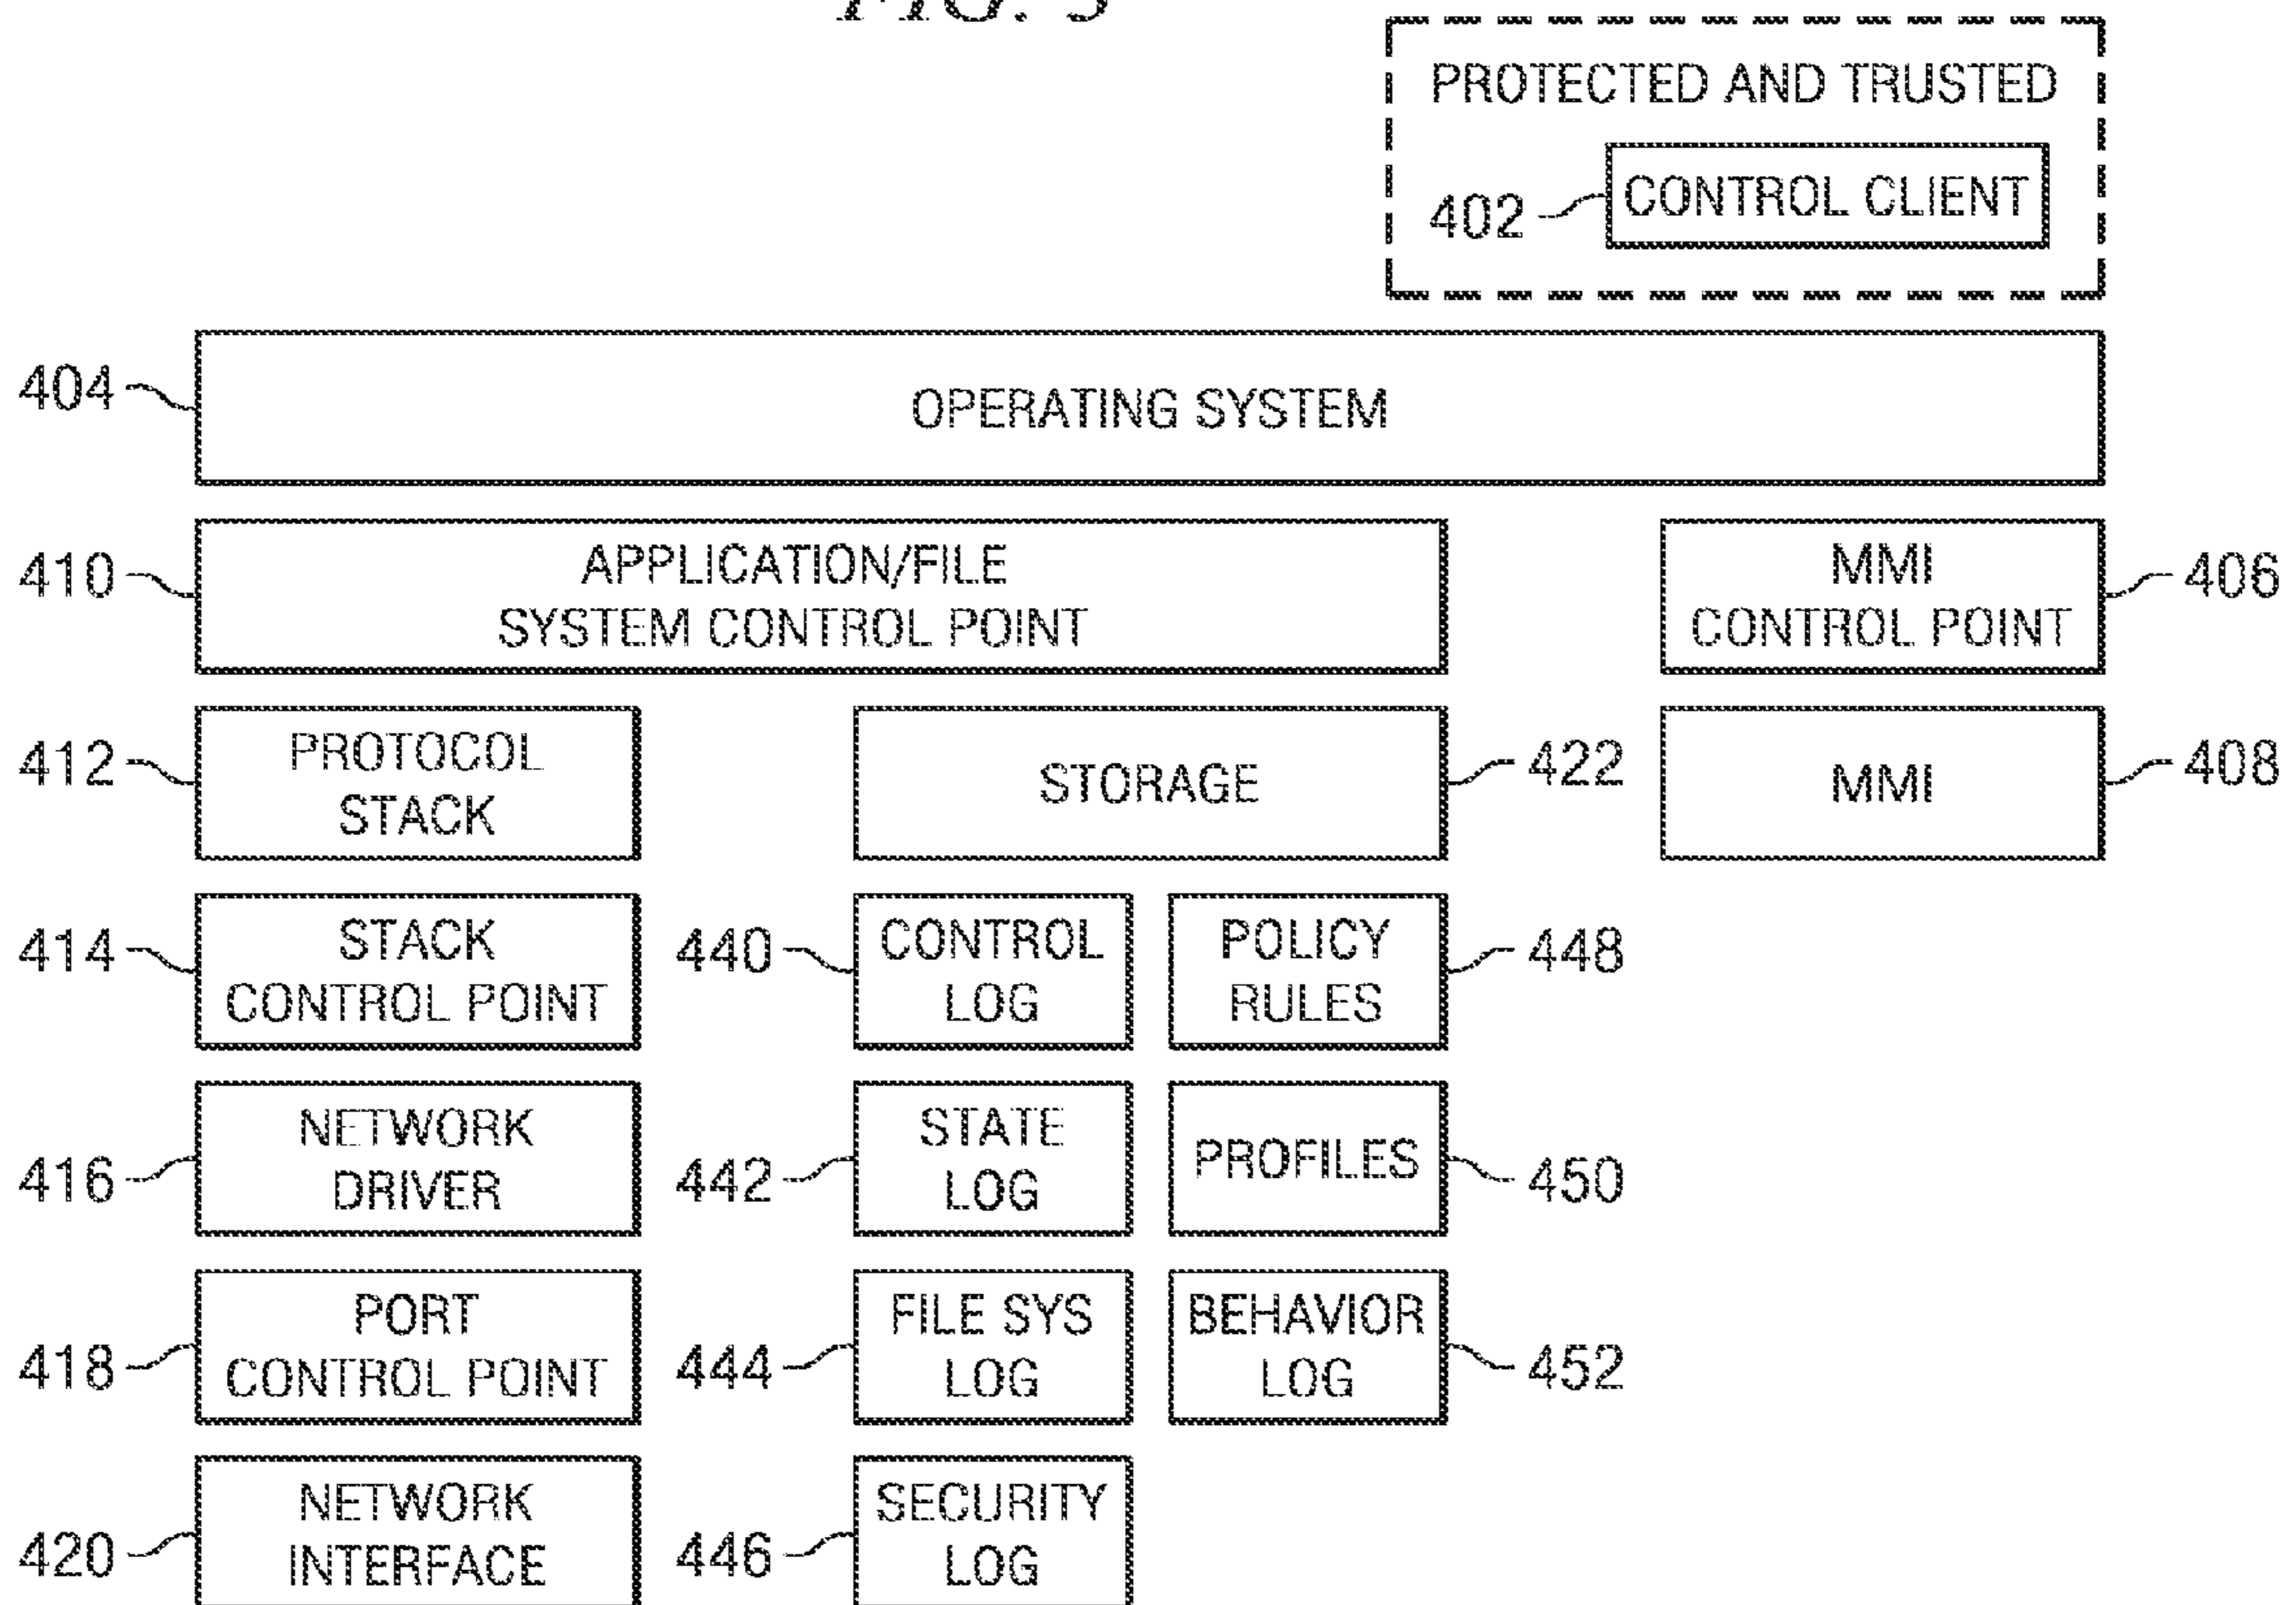 FIG. 3
PROTECTED AND TRUSTED
402
CONTROL CLIENT
404
OPERATING SYSTEM
410
APPLICATION/FILE
SYSTEM CONTROL POINT
MMI
CONTROL POINT
406
412
PROTOCOL
STACK
STORAGE
422
MMI
408
414
STACK
CONTROL POINT
440
CONTROL
LOG
POLICY
RULES
448
416
NETWORK
DRIVER
442
STATE
LOG
PROFILES
450
418
PORT
CONTROL POINT
444
FILE SYS
LOG
BEHAVIOR
LOG
452
420
NETWORK
INTERFACE
446
SECURITY
LOG